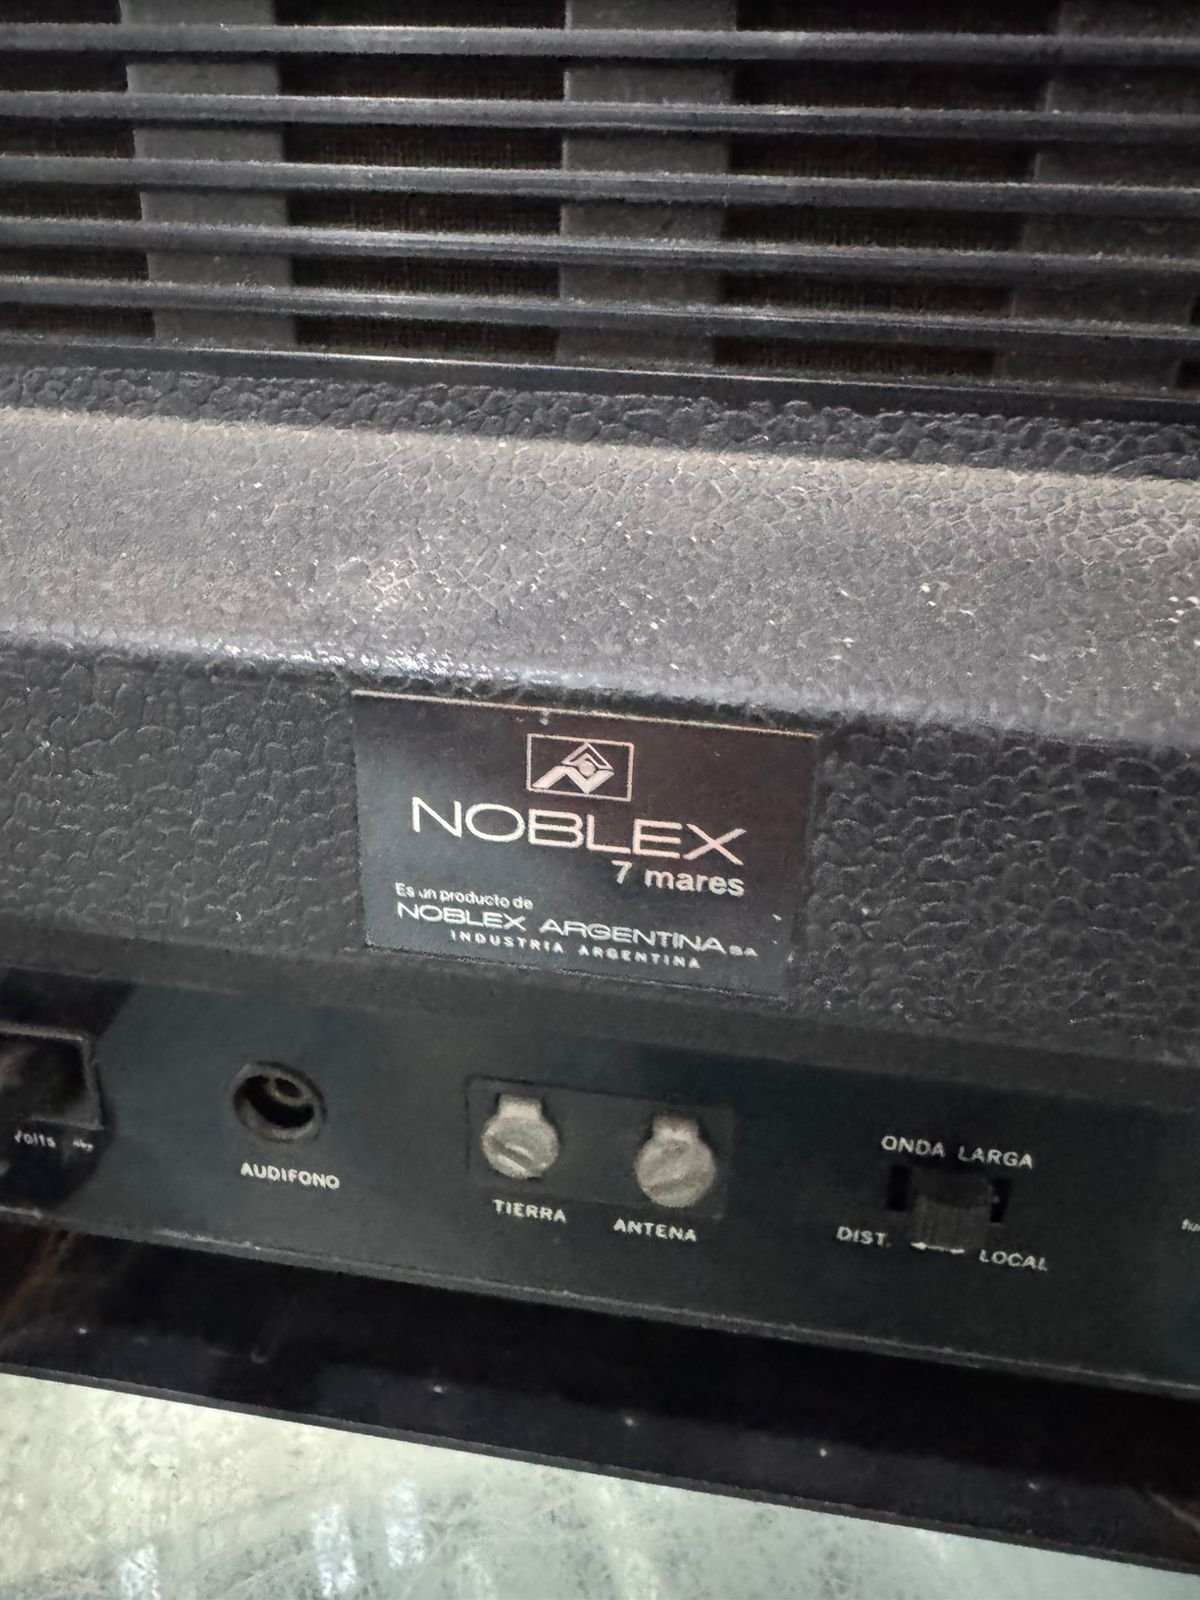 NOBLEX
7 mares
Es un producto de
NOBLEX ARGENTINA SA
INDUSTRIA ARGENTINA
VOLTS
AUDIFONO
TIERRA
ANTENA
ONDA LARGA
DIST.
LOCAL